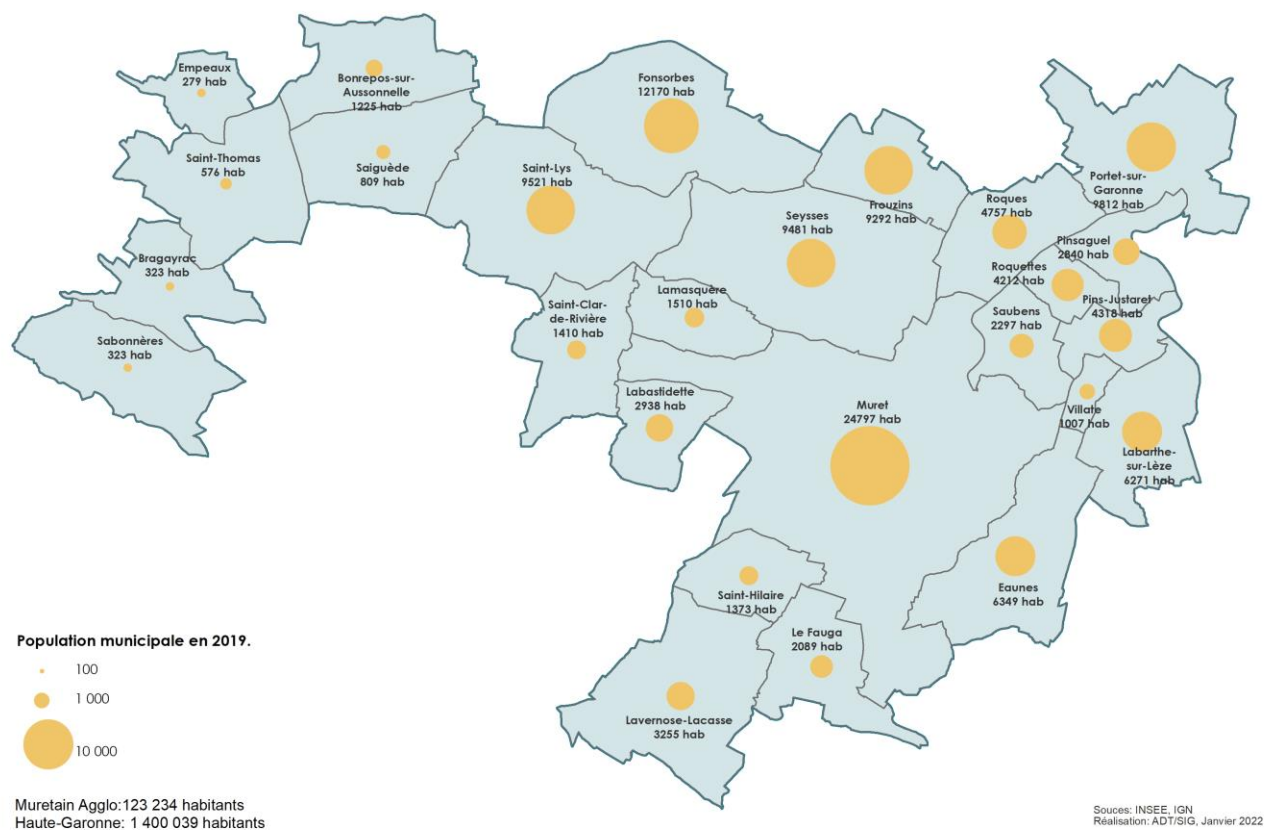 Empeaux
279 hab
Bonrepos-sur-
Aussonnelle
1225 hab
Fonsorbes
12170 hab
Saint-Thomas
576 hab
Saiguède
809 hab
Saint-Lys
9521 hab
Frouzins
9292 hab
Portet-sur-
Garonne
9812 hab
Seysses
9481 hab
Roques
4757 hab
Pinsaguel
2840 hab
Bragayrac
323 hab
Roquettes
4212 hab
Lamasquère
1510 hab
Saint-Clar-
de-Rivière
1410 hab
Pins-Justaret
4318 hab
Saubens
2297 hab
Sabonnères
323 hab
Labastidette
2938 hab
Muret
24797 hab
Villate
1007 hab
Labarthe-
sur-Lèze
6271 hab
Eaunes
6349 hab
Saint-Hilaire
1373 hab
Le Fauga
2089 hab
Lavernose-Lacasse
3255 hab
Population municipale en 2019.
100
1 000
10 000
Muretain Agglo:123 234 habitants
Haute-Garonne: 1 400 039 habitants
Souces: INSEE, IGN
Réalisation: ADT/SIG, Janvier 2022